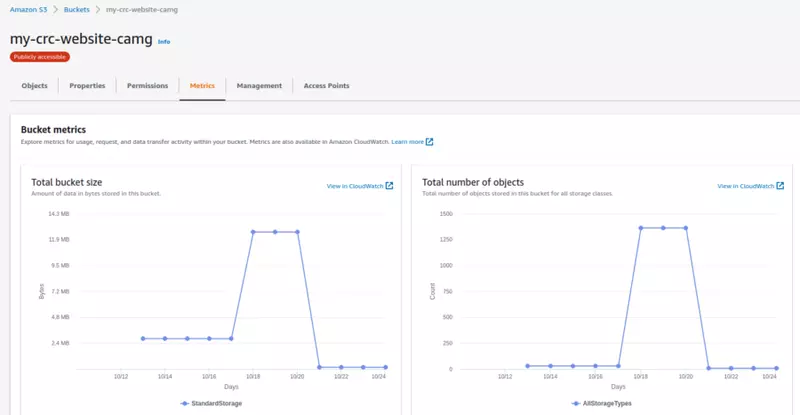 Amazon S3 > Buckets > my-crc-website-camg
my-crc-website-camg Info
Publicly accessible
Objects Properties Permissions Metrics Management Access Points
Bucket metrics
Explore metrics for usage, request, and data transfer activity within your bucket. Metrics are also available in Amazon CloudWatch. Learn more
Total bucket size View in CloudWatch
Amount of data in bytes stored in this bucket.
14.3 MB
11.9 MB
9.5 MB
7.2 MB
4.8 MB
2.4 MB
Bytes
10/12 10/14 10/16 10/18 10/20 10/22 10/24
Days
StandardStorage
Total number of objects View in CloudWatch
Total number of objects stored in this bucket for all storage classes.
1500
1250
1000
750
500
250
0
Count
10/12 10/14 10/16 10/18 10/20 10/22 10/24
Days
AllStorageTypes